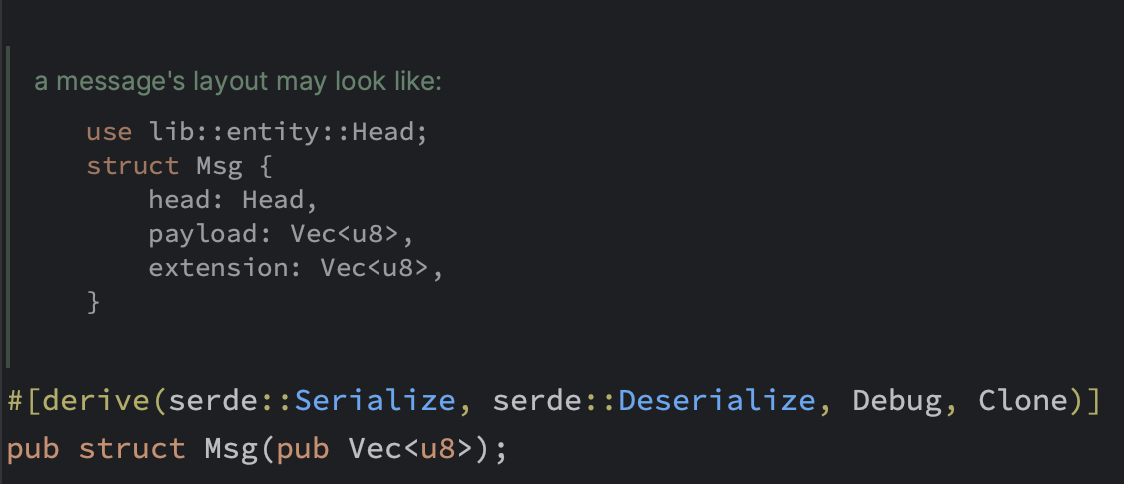 a message's layout may look like:
use lib::entity::Head;
struct Msg {
    head: Head,
    payload: Vec<u8>,
    extension: Vec<u8>,
}
#[derive(serde::Serialize, serde::Deserialize, Debug, Clone)]
pub struct Msg(pub Vec<u8>);